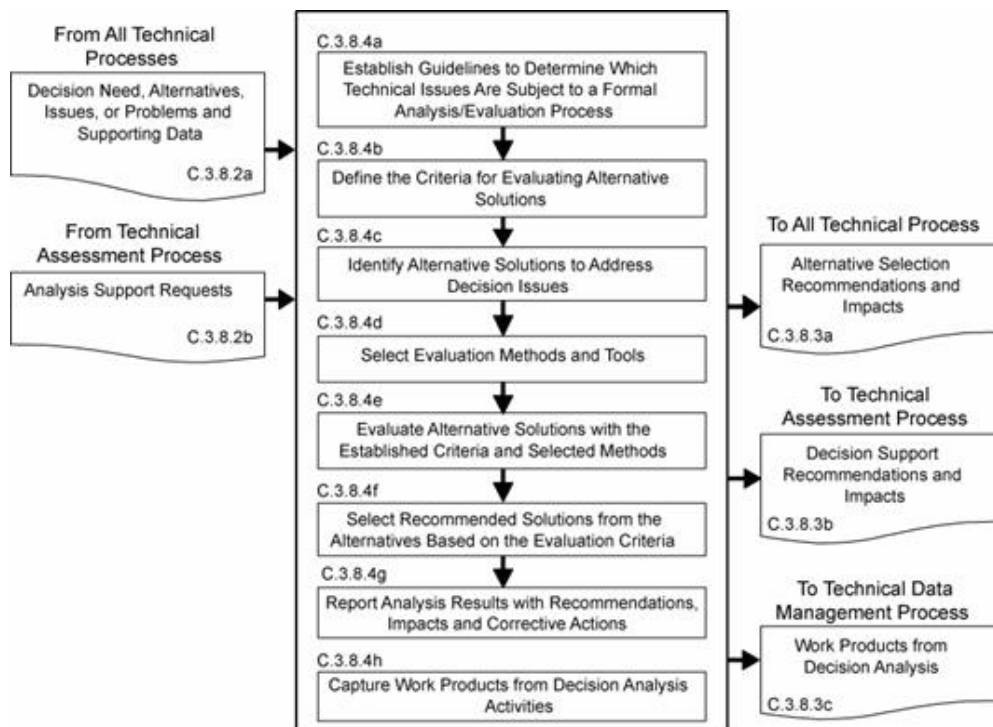 From All Technical
Processes
Decision Need, Alternatives,
Issues, or Problems and
Supporting Data
C.3.8.2a
From Technical
Assessment Process
Analysis Support Requests
C.3.8.2b
C.3.8.4a
Establish Guidelines to Determine Which
Technical Issues Are Subject to a Formal
Analysis/Evaluation Process
C.3.8.4b
Define the Criteria for Evaluating Alternative
Solutions
C.3.8.4c
Identify Alternative Solutions to Address
Decision Issues
C.3.8.4d
Select Evaluation Methods and Tools
C.3.8.4e
Evaluate Alternative Solutions with the
Established Criteria and Selected Methods
C.3.8.4f
Select Recommended Solutions from the
Alternatives Based on the Evaluation Criteria
C.3.8.4g
Report Analysis Results with Recommendations,
Impacts and Corrective Actions
C.3.8.4h
Capture Work Products from Decision Analysis
Activities
To All Technical Process
Alternative Selection
Recommendations and
Impacts
C.3.8.3a
To Technical
Assessment Process
Decision Support
Recommendations and
Impacts
C.3.8.3b
To Technical Data
Management Process
Work Products from
Decision Analysis
C.3.8.3c